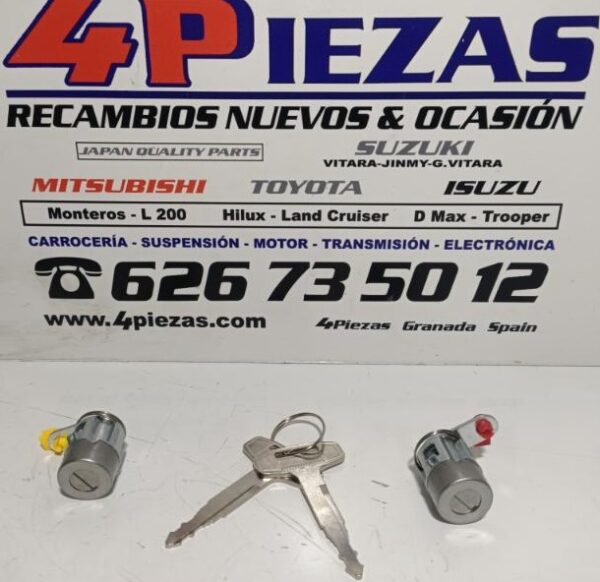 4PIEZAS
RECAMBIOS NUEVOS & OCASIÓN
JAPAN QUALITY PARTS
SUZUKI
VITARA-JINMY-G.VITARA
MITSUBISHI TOYOTA ISUZU
Monteros - L 200 Hilux - Land Cruiser D Max - Trooper
CARROCERÍA - SUSPENSIÓN - MOTOR - TRANSMISIÓN - ELECTRÓNICA
626 73 50 12
www.4piezas.com 4Piezas Granada Spain